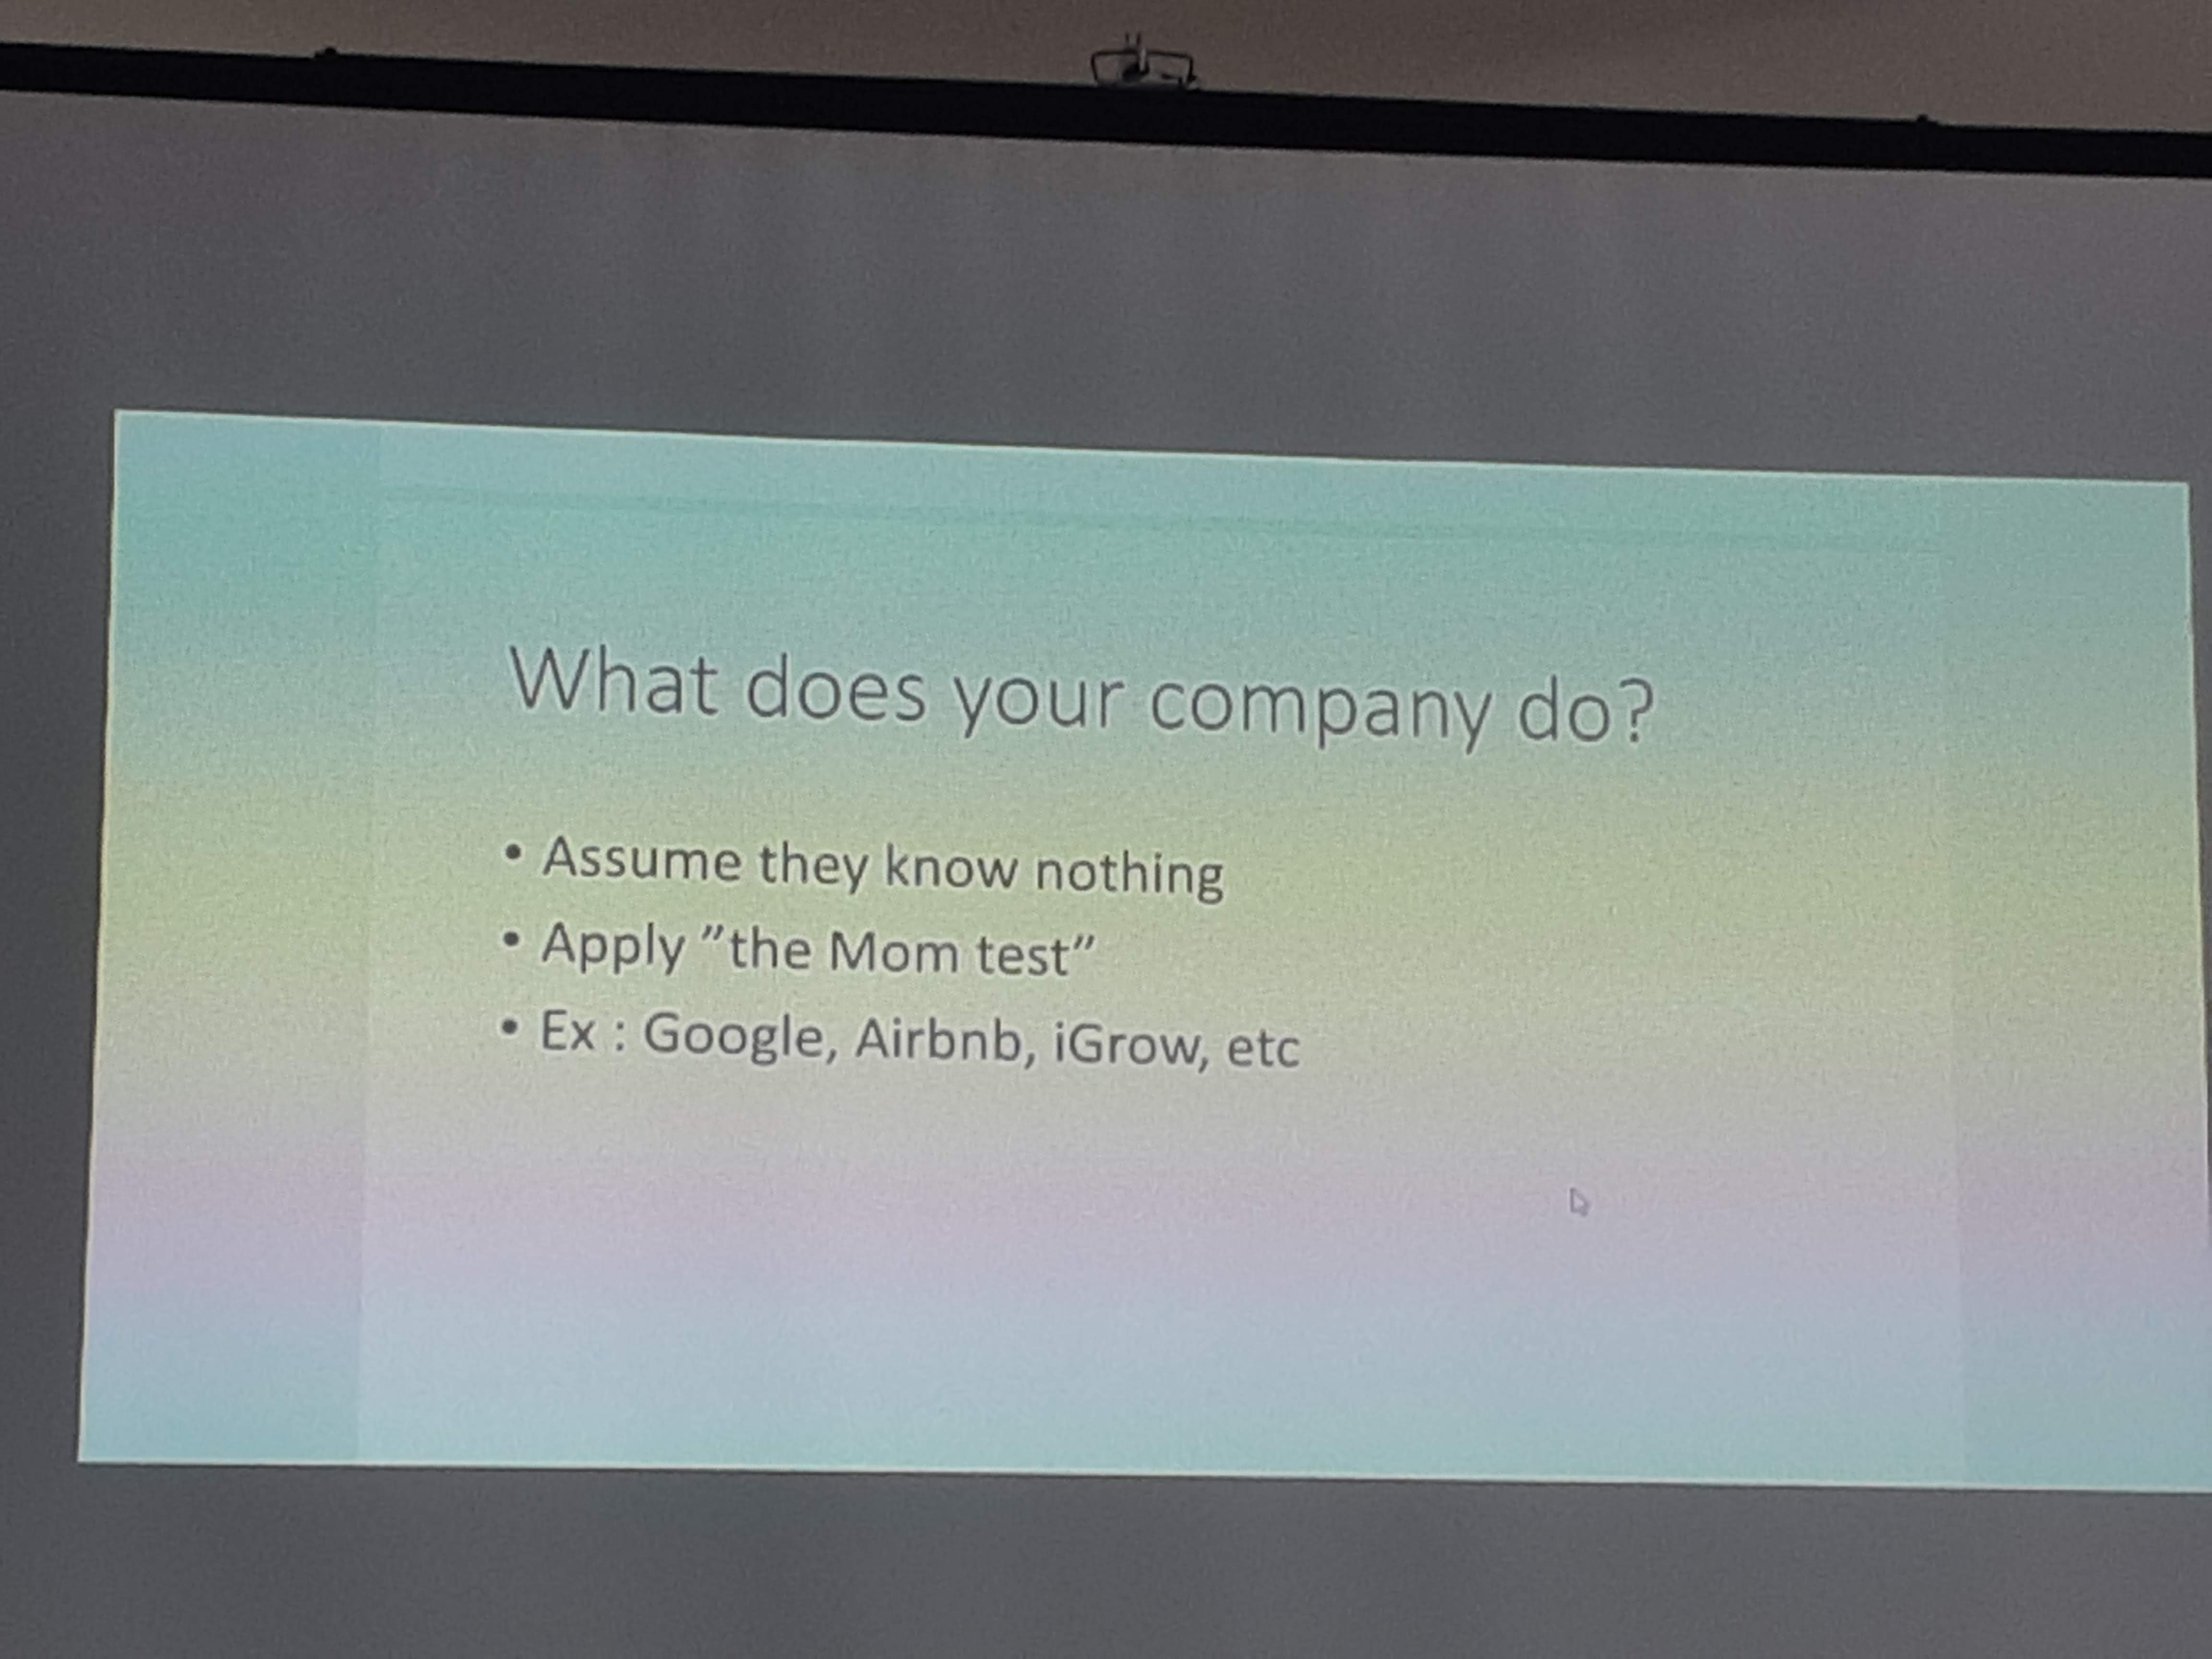 What does your company do?
• Assume they know nothing
• Apply ”the Mom test”
• Ex : Google, Airbnb, iGrow, etc